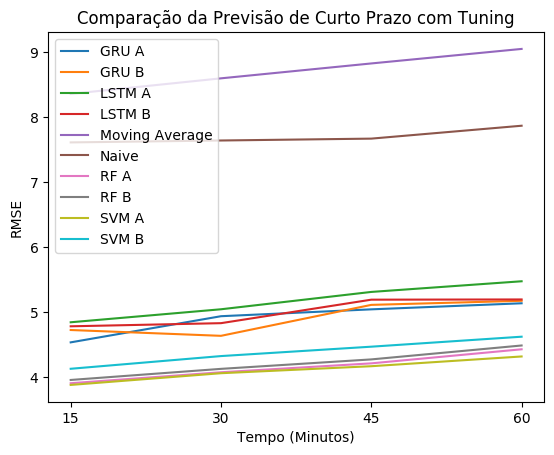 Comparação da Previsão de Curto Prazo com Tuning
GRU A
GRU B
LSTM A
LSTM B
Moving Average
Naive
RF A
RF B
SVM A
SVM B
9
8
7
6
5
4
RMSE
15 30 45 60
Tempo (Minutos)